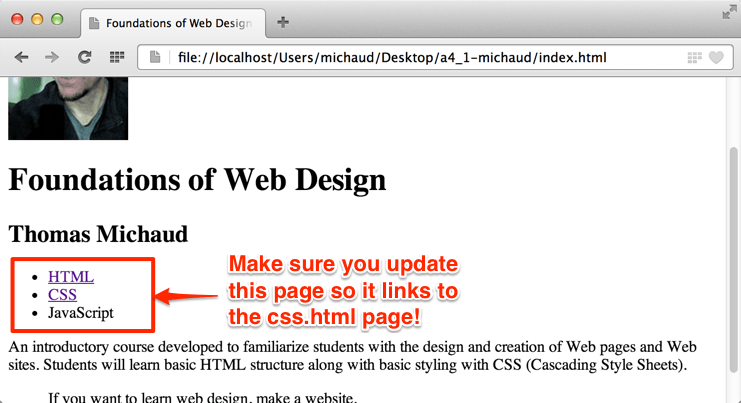 Foundations of Web Design
file://localhost/Users/michaud/Desktop/a4_1-michaud/index.html
Foundations of Web Design
Thomas Michaud
HTML
CSS
JavaScript
Make sure you update
this page so it links to
the css.html page!
An introductory course developed to familiarize students with the design and creation of Web pages and Web
sites. Students will learn basic HTML structure along with basic styling with CSS (Cascading Style Sheets).
If you want to learn web design, make a website.